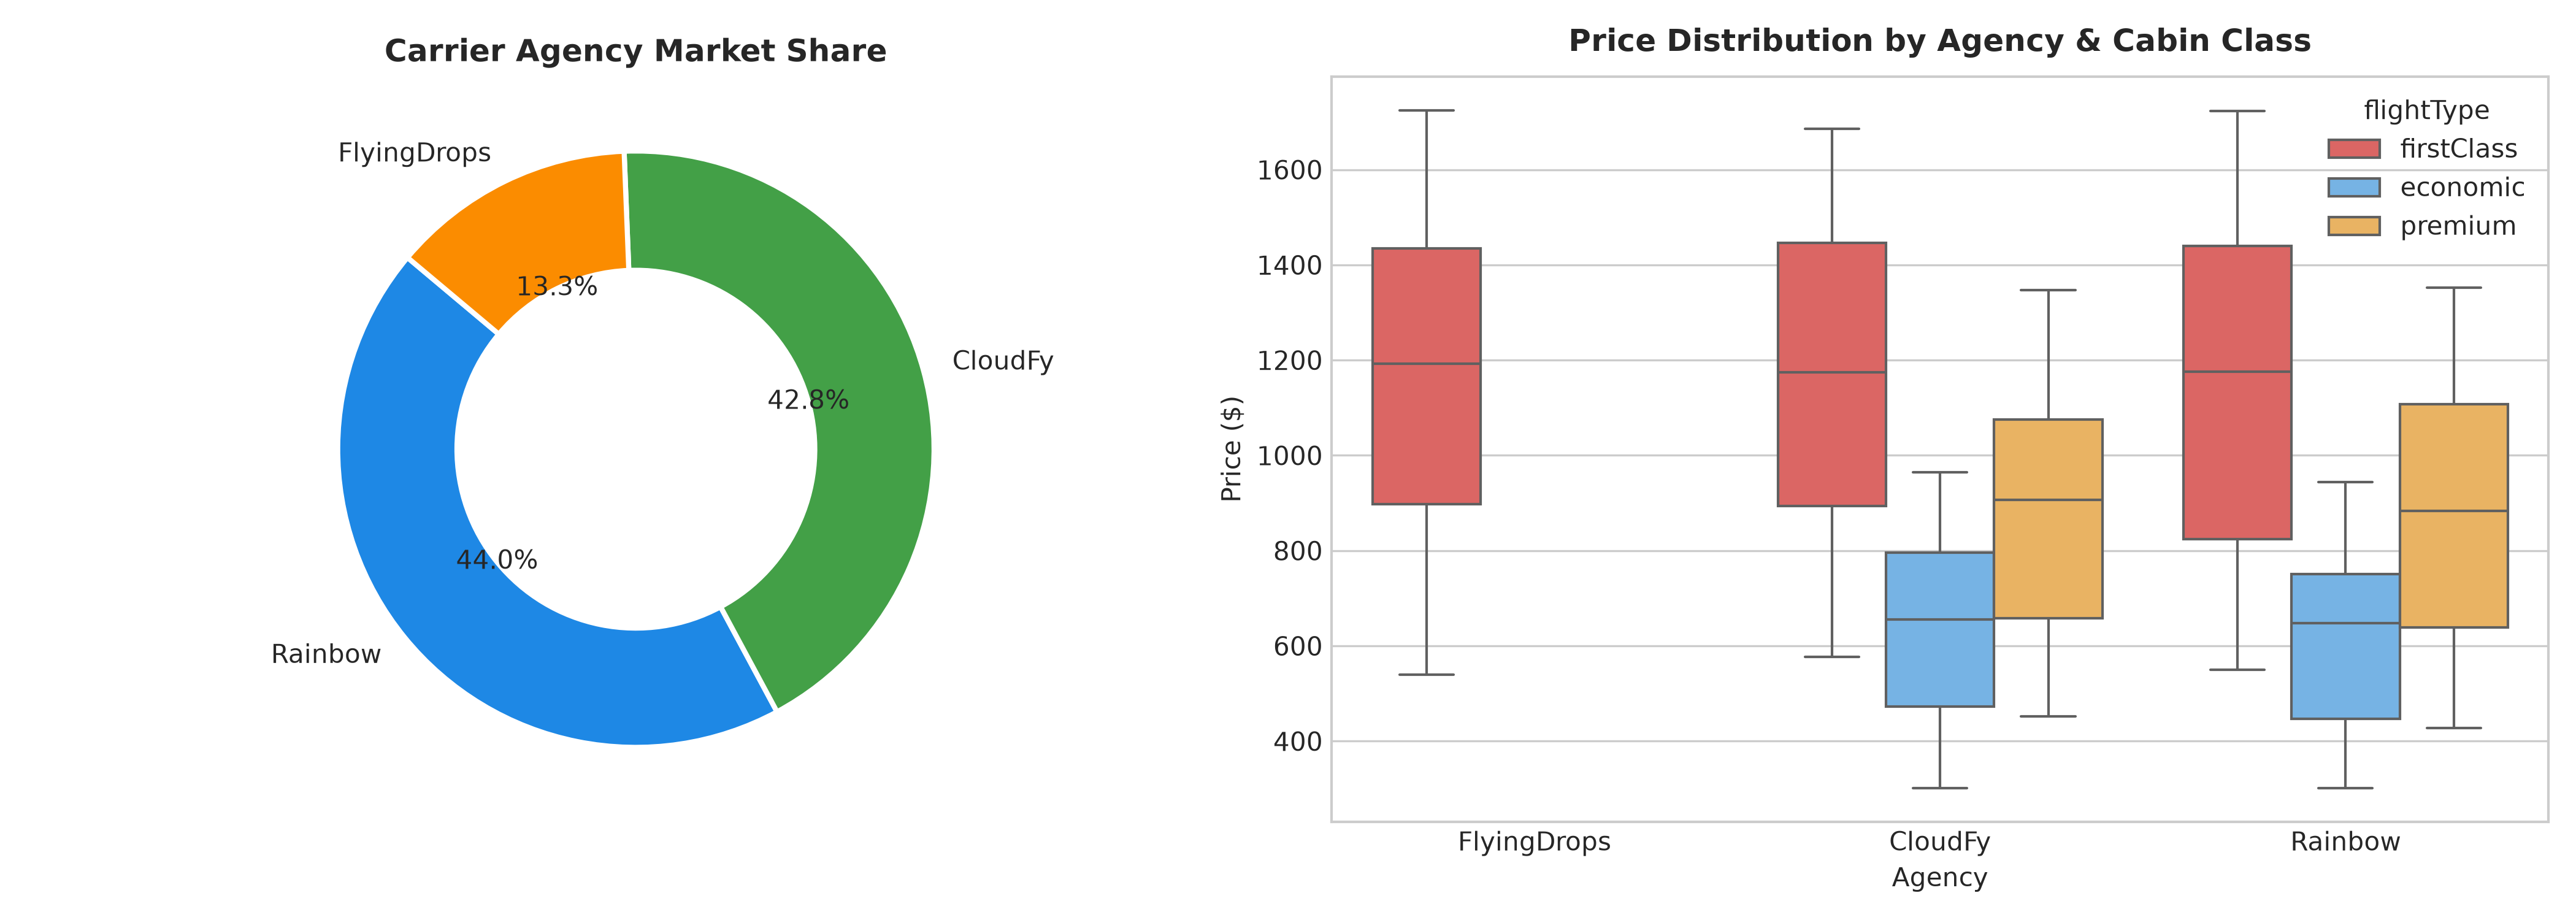 Carrier Agency Market Share
FlyingDrops
13.3%
CloudFy
42.8%
44.0%
Rainbow
Price Distribution by Agency & Cabin Class
flightType
firstClass
economic
premium
Price ($)
1600
1400
1200
1000
800
600
400
FlyingDrops
CloudFy
Rainbow
Agency